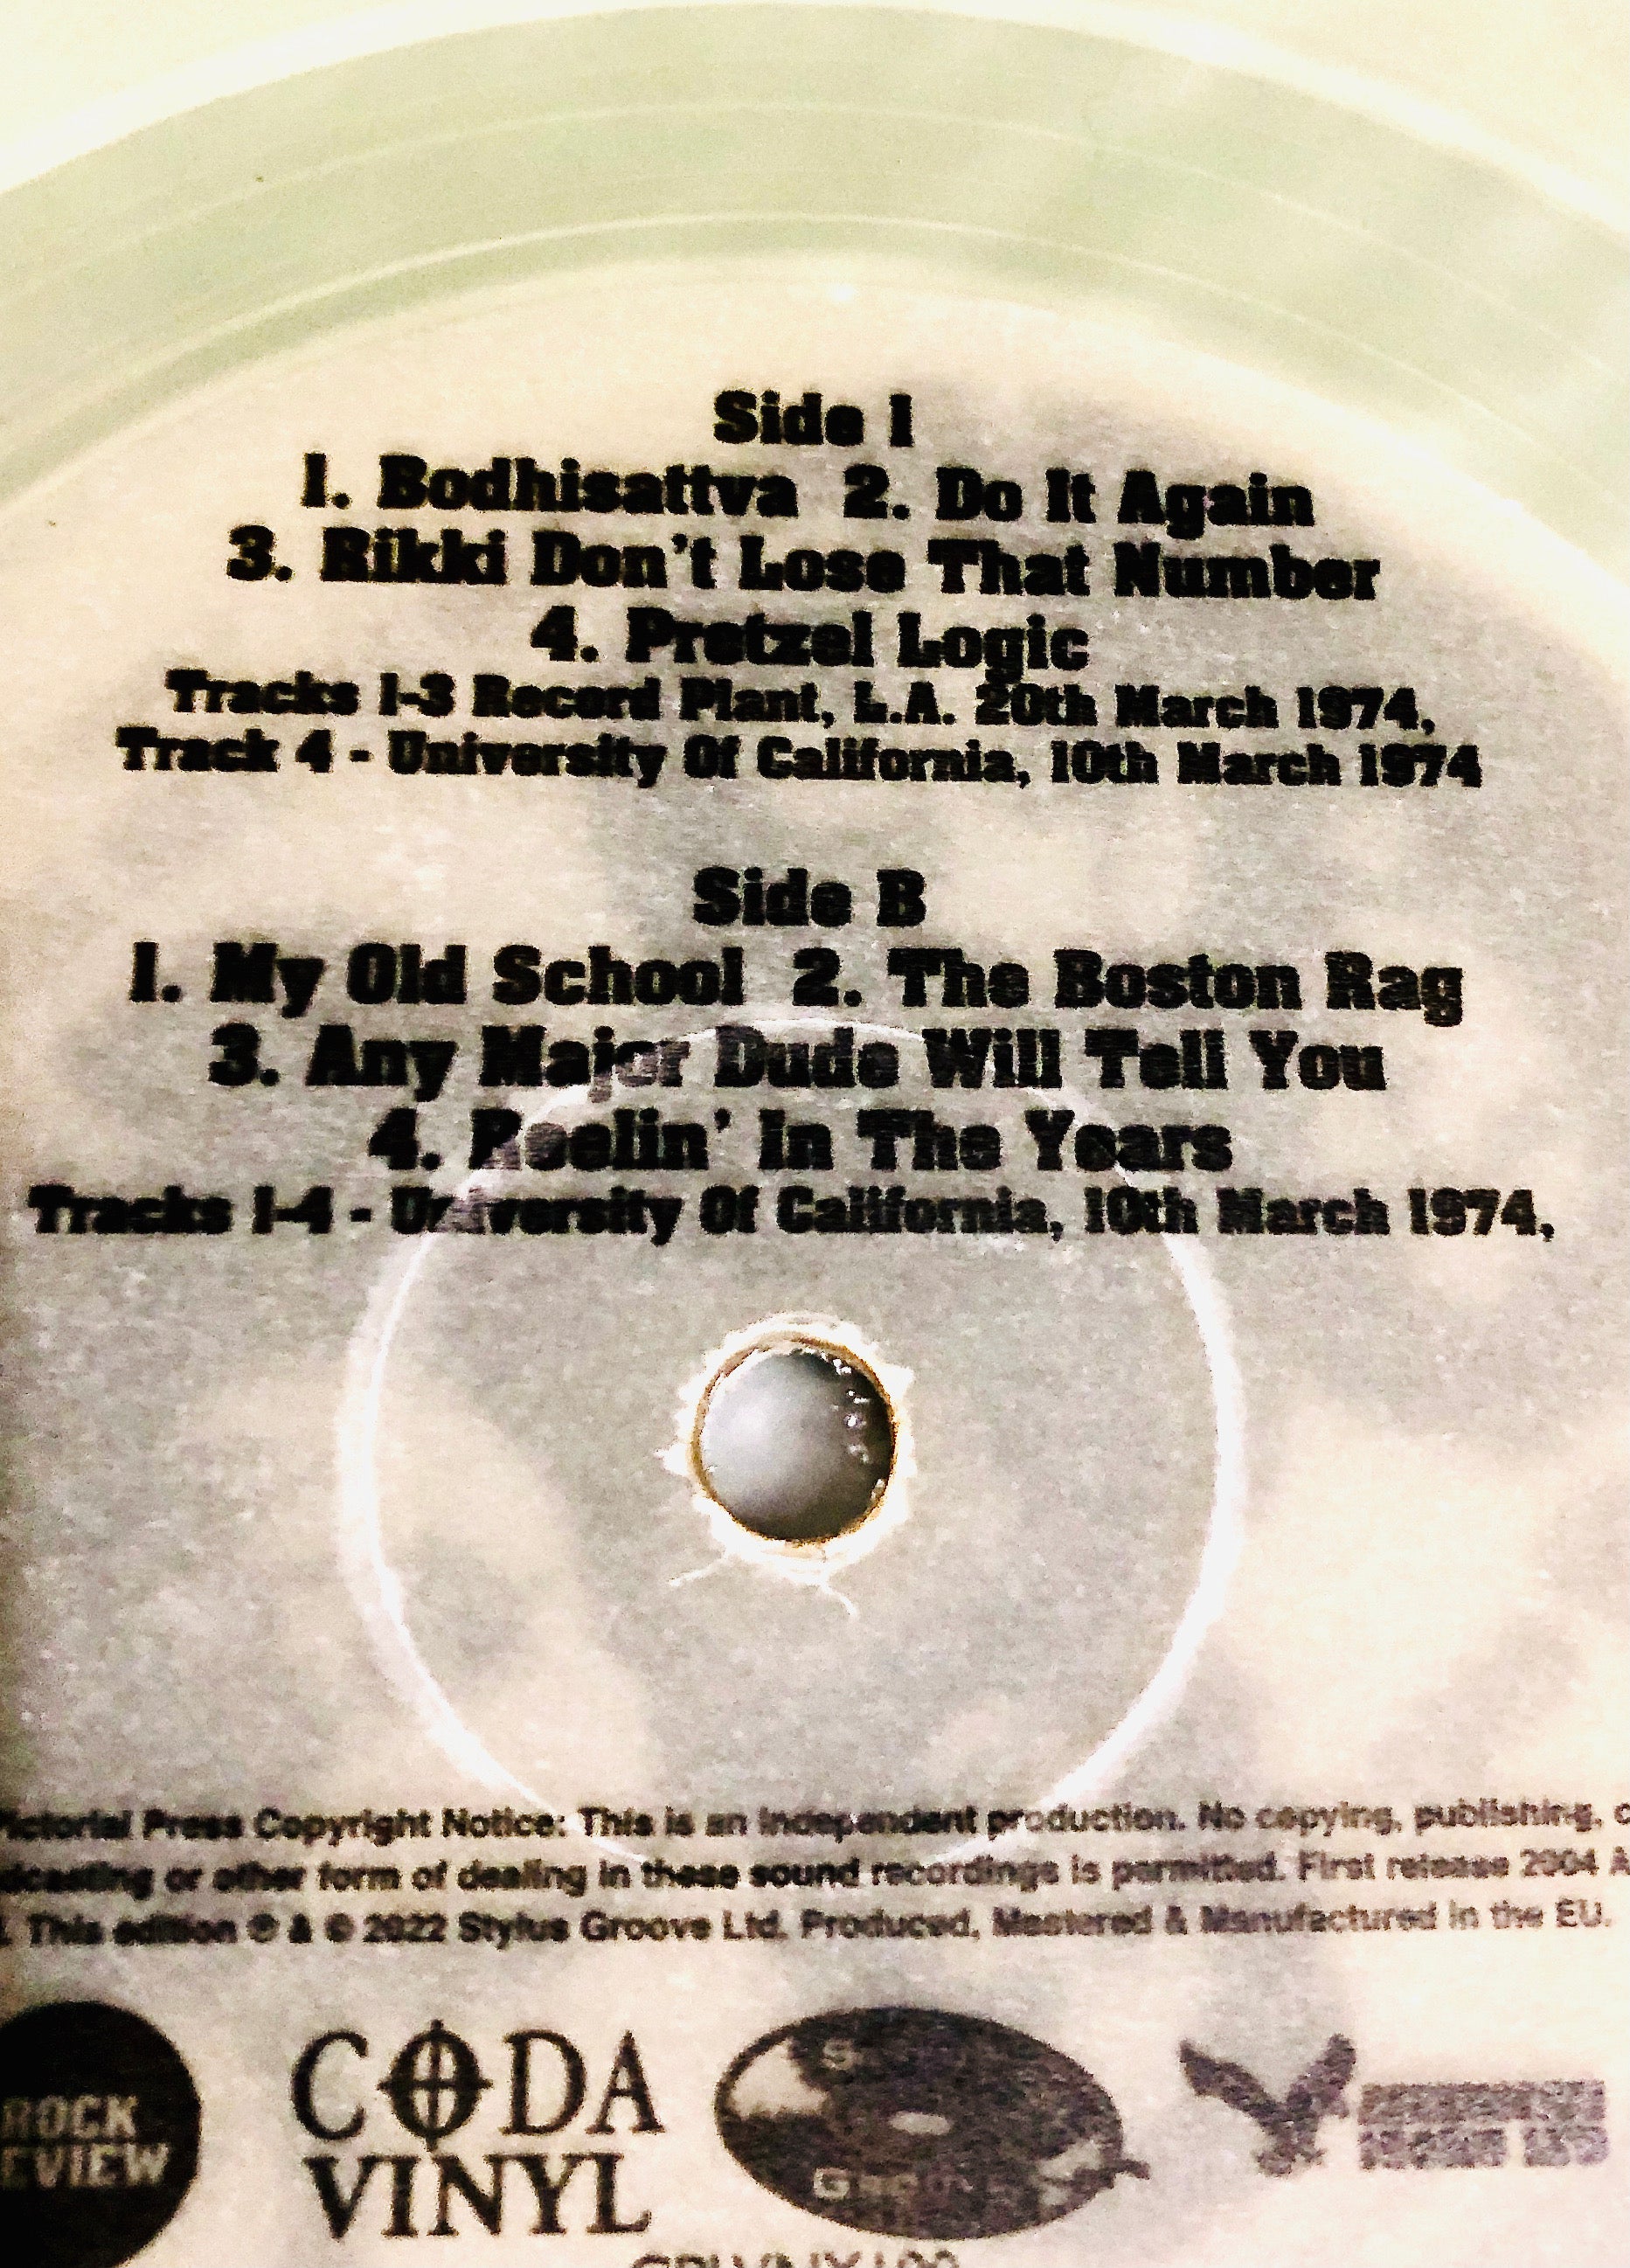 Side 1
1. Bodhisattva 2. Do It Again
3. Rikki Don't Lose That Number
4. Pretzel Logic
Tracks 1-3 Record Plant, L.A. 20th March 1974,
Track 4 - University Of California, 10th March 1974
Side B
1. My Old School 2. The Boston Rag
3. Any Major Dude Will Tell You
4. Reelin' In The Years
Tracks 1-4 - University Of California, 10th March 1974,
Pictorial Press Copyright Notice: This is an independent production. No copying, publishing,
dcasting or other form of dealing in these sound recordings is permitted. First release 2004
This edition ℗ & © 2022 Stylus Groove Ltd. Produced, Mastered & Manufactured in the EU.
ROCK
EVIEW
CODA
VINYL